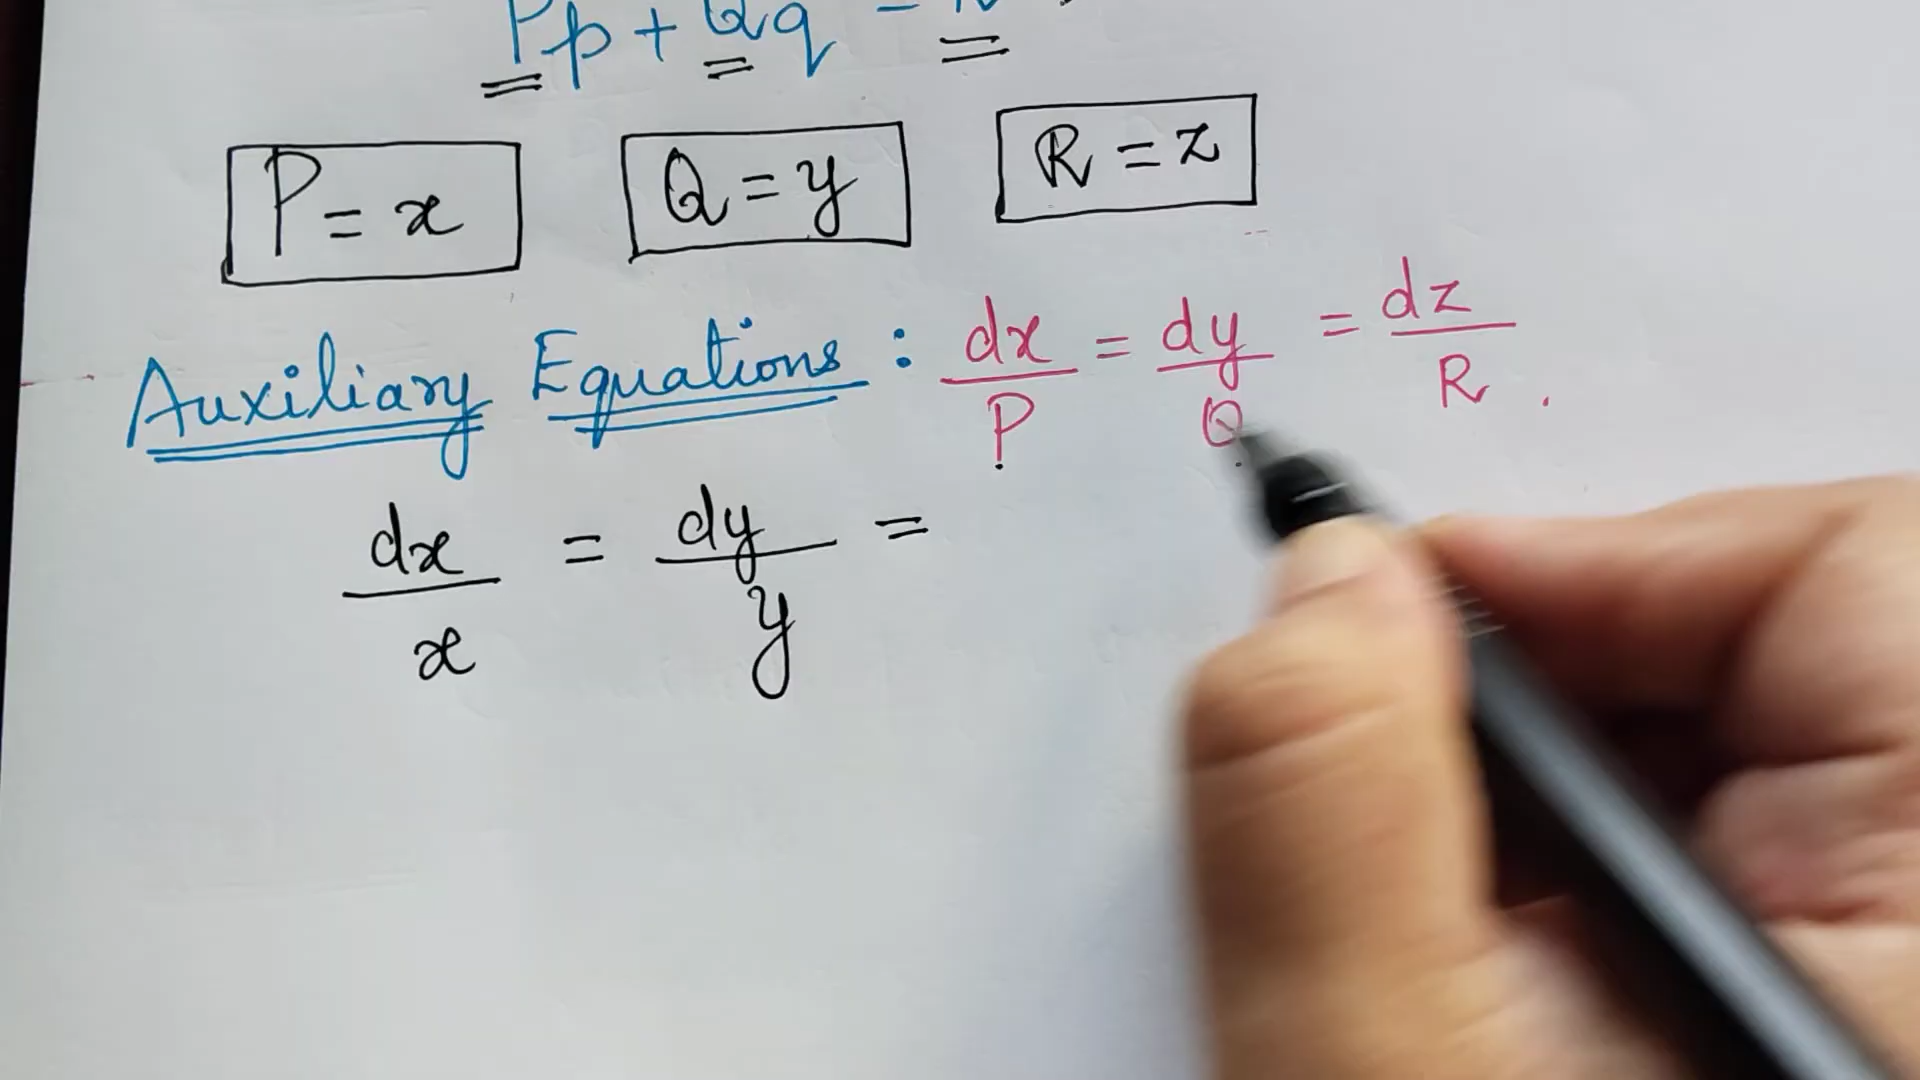 Pp + Qq = R
P = x Q = y R = z
Auxiliary Equations : dx/P = dy/Q = dz/R .
dx/x = dy/y =